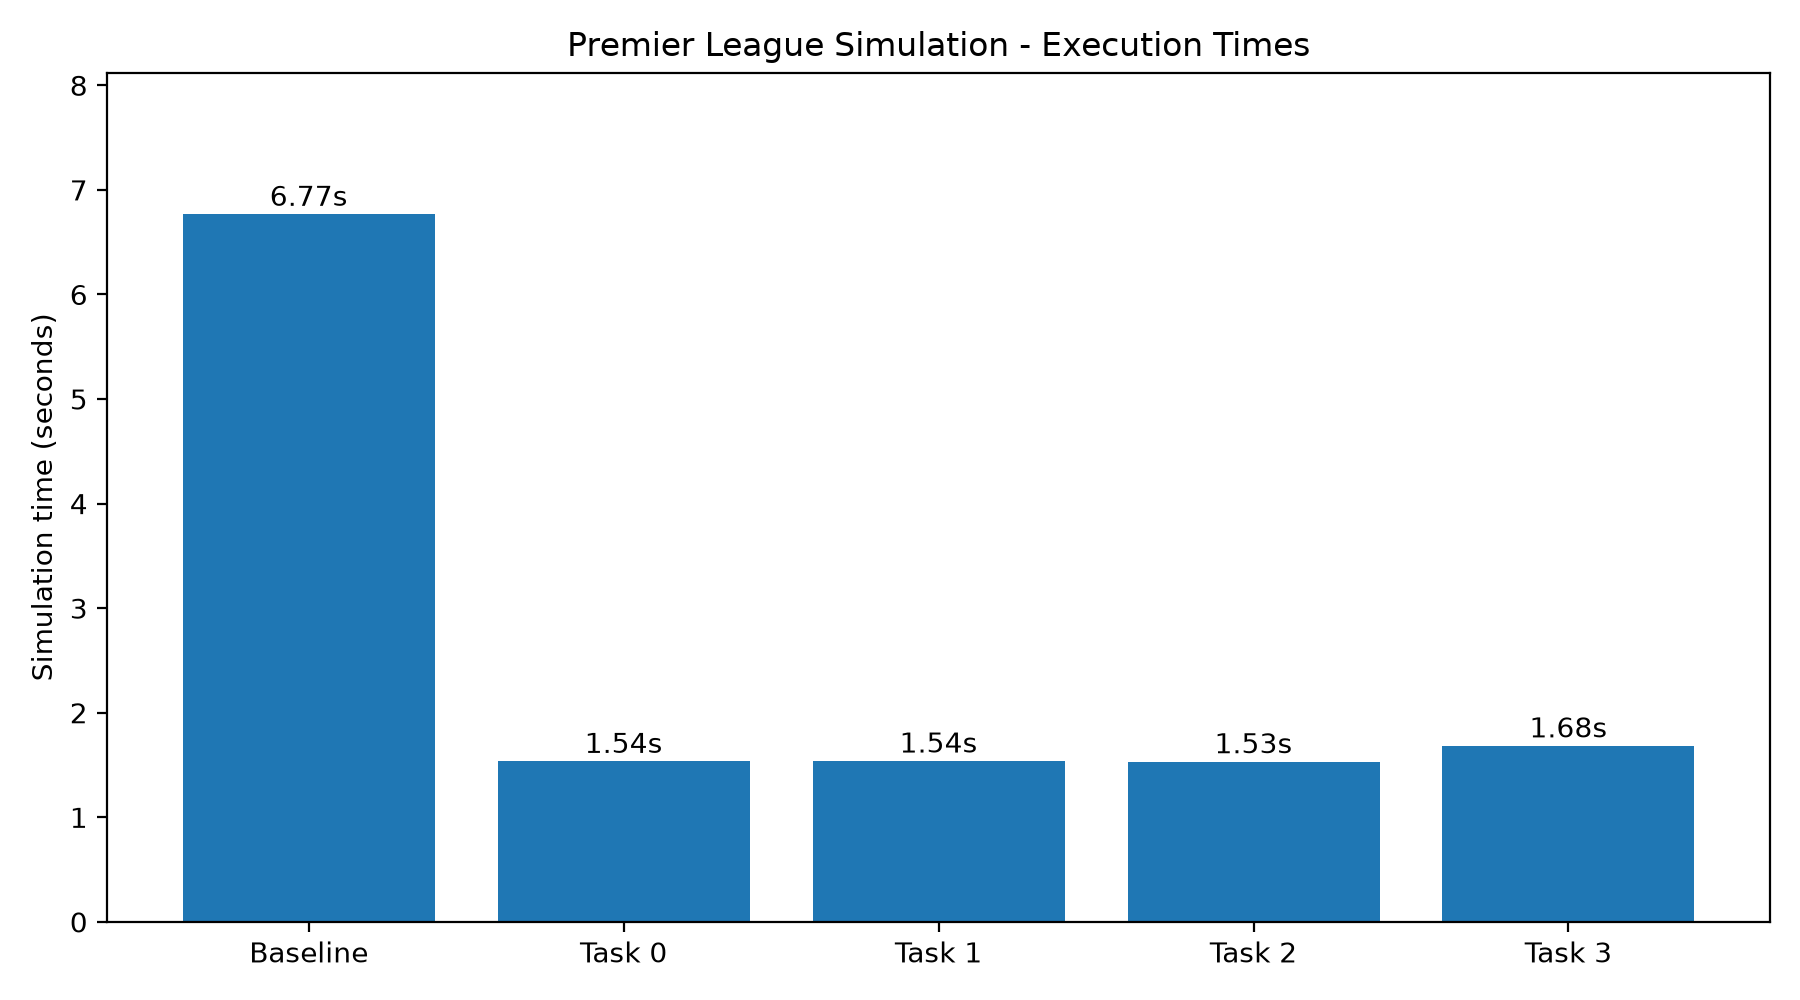 Premier League Simulation - Execution Times
Simulation time (seconds)
8
7
6
5
4
3
2
1
0
6.77s
1.54s
1.54s
1.53s
1.68s
Baseline
Task 0
Task 1
Task 2
Task 3